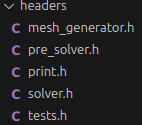 headers
C mesh_generator.h
C pre_solver.h
C print.h
C solver.h
C tests.h